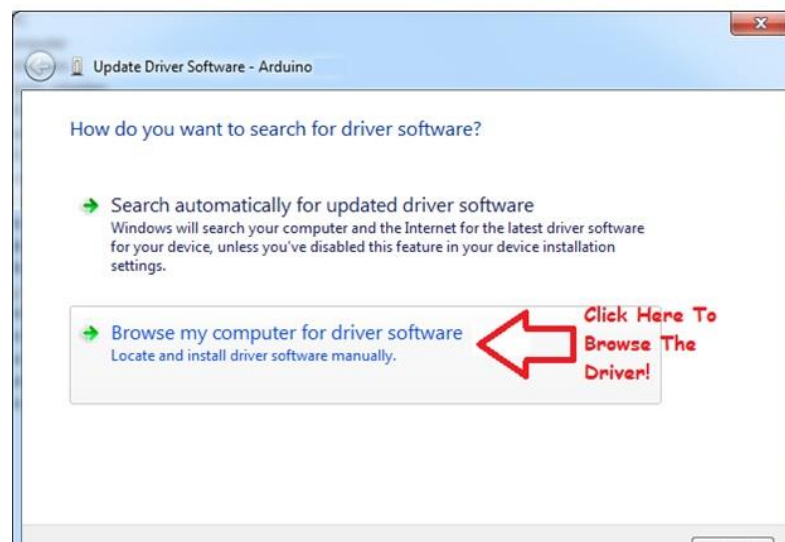 Update Driver Software - Arduino
How do you want to search for driver software?
Search automatically for updated driver software
Windows will search your computer and the Internet for the latest driver software
for your device, unless you've disabled this feature in your device installation
settings.
Browse my computer for driver software
Locate and install driver software manually.
Click Here To
Browse The
Driver!